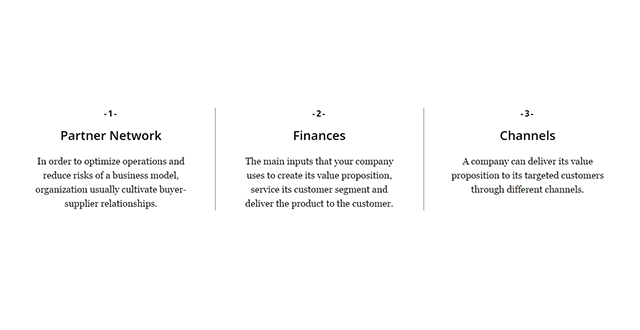 -1-
Partner Network
In order to optimize operations and
reduce risks of a business model,
organization usually cultivate buyer-
supplier relationships.
-2-
Finances
The main inputs that your company
uses to create its value proposition,
service its customer segment and
deliver the product to the customer.
-3-
Channels
A company can deliver its value
proposition to its targeted customers
through different channels.